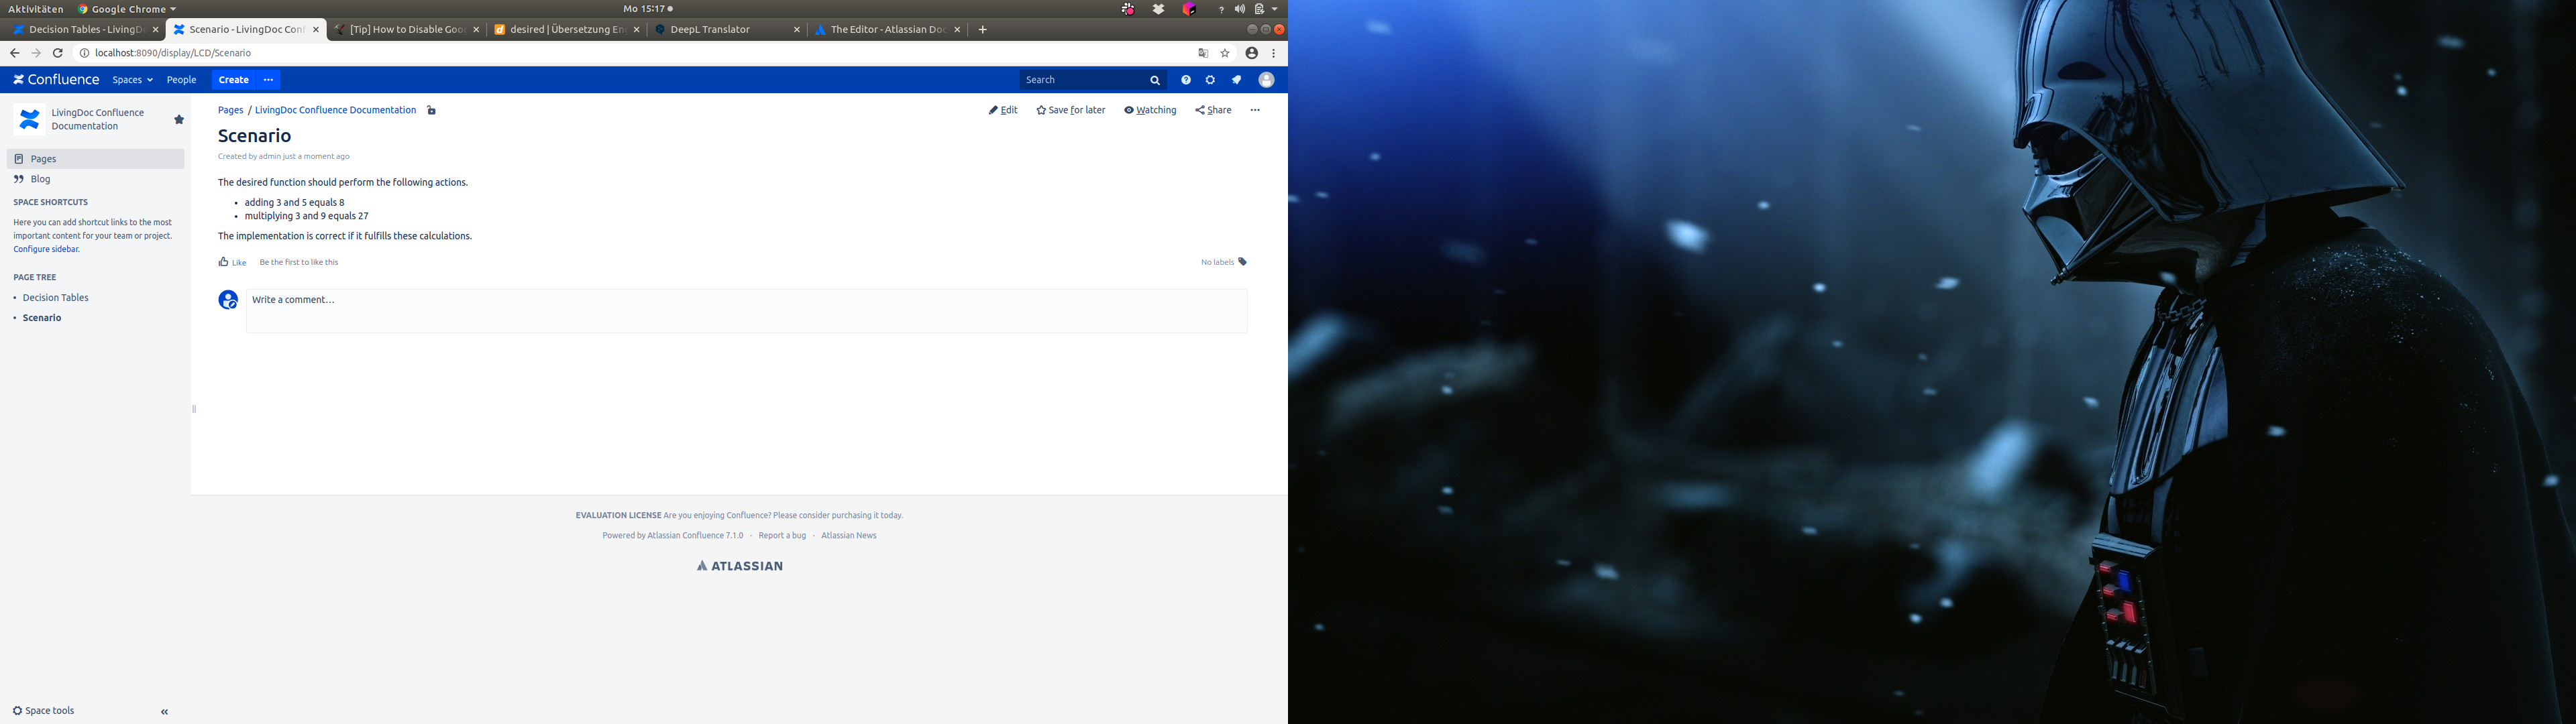 Aktivitäten Google Chrome Mo 15:17
Decision Tables - LivingDo
Scenario - LivingDoc Conf
[Tip] How to Disable Goo
desired | Übersetzung En
DeepL Translator
The Editor - Atlassian Doc
localhost:8090/display/LCD/Scenario
Confluence Spaces People Create ... Search
LivingDoc Confluence
Documentation
Pages
Blog
SPACE SHORTCUTS
Here you can add shortcut links to the most
important content for your team or project.
Configure sidebar.
PAGE TREE
• Decision Tables
• Scenario
Space tools
Pages / LivingDoc Confluence Documentation
Edit Save for later Watching Share ...
Scenario
Created by admin just a moment ago
The desired function should perform the following actions.
• adding 3 and 5 equals 8
• multiplying 3 and 9 equals 27
The implementation is correct if it fulfills these calculations.
Like Be the first to like this No labels
Write a comment…
EVALUATION LICENSE Are you enjoying Confluence? Please consider purchasing it today.
Powered by Atlassian Confluence 7.1.0 · Report a bug · Atlassian News
ATLASSIAN